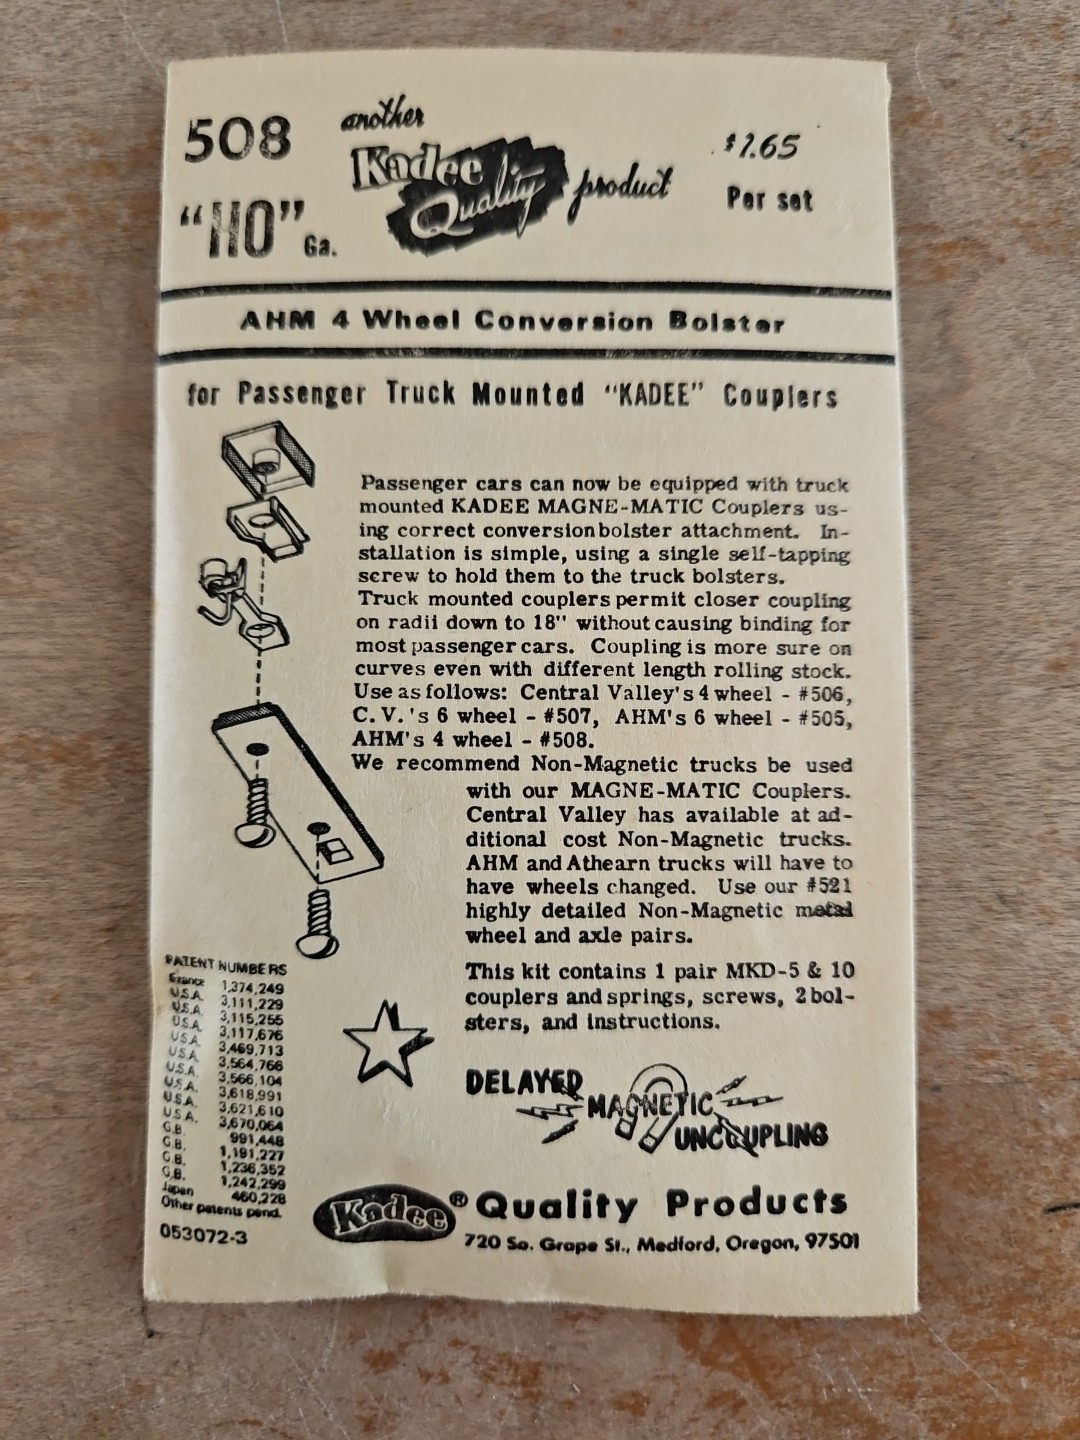 508
another
Kadee
Quality
product
$1.65
Per set
"HO" Ga.
AHM 4 Wheel Conversion Bolster
for Passenger Truck Mounted "KADEE" Couplers
Passenger cars can now be equipped with truck
mounted KADEE MAGNE-MATIC Couplers us-
ing correct conversion bolster attachment. In-
stallation is simple, using a single self-tapping
screw to hold them to the truck bolsters.
Truck mounted couplers permit closer coupling
on radii down to 18" without causing binding for
most passenger cars. Coupling is more sure on
curves even with different length rolling stock.
Use as follows: Central Valley's 4 wheel - #506,
C.V.'s 6 wheel - #507, AHM's 6 wheel - #505,
AHM's 4 wheel - #508.
We recommend Non-Magnetic trucks be used
with our MAGNE-MATIC Couplers.
Central Valley has available at ad-
ditional cost Non-Magnetic trucks.
AHM and Athearn trucks will have to
have wheels changed. Use our #521
highly detailed Non-Magnetic metal
wheel and axle pairs.
This kit contains 1 pair MKD-5 & 10
couplers and springs, screws, 2 bol-
sters, and instructions.
PATENT NUMBERS
France 1,374,249
U.S.A. 3,111,229
U.S.A. 3,115,255
U.S.A. 3,117,676
U.S.A. 3,469,713
U.S.A. 3,564,766
U.S.A. 3,566,104
U.S.A. 3,618,991
U.S.A. 3,621,610
U.S.A. 3,670,064
G.B. 991,448
G.B. 1,191,227
G.B. 1,236,352
G.B. 1,242,299
Japan 460,228
Other patents pend.
053072-3
DELAYED
MAGNETIC
UNCOUPLING
Kadee® Quality Products
720 So. Grape St., Medford, Oregon, 97501